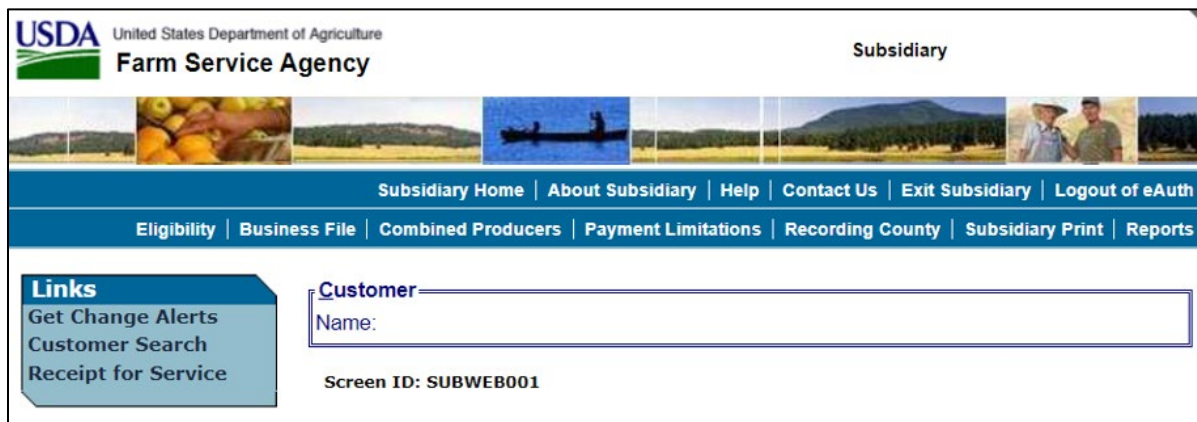 USDA United States Department of Agriculture
Farm Service Agency
Subsidiary
Subsidiary Home | About Subsidiary | Help | Contact Us | Exit Subsidiary | Logout of eAuth
Eligibility | Business File | Combined Producers | Payment Limitations | Recording County | Subsidiary Print | Reports
Links
Get Change Alerts
Customer Search
Receipt for Service
Customer
Name:
Screen ID: SUBWEB001